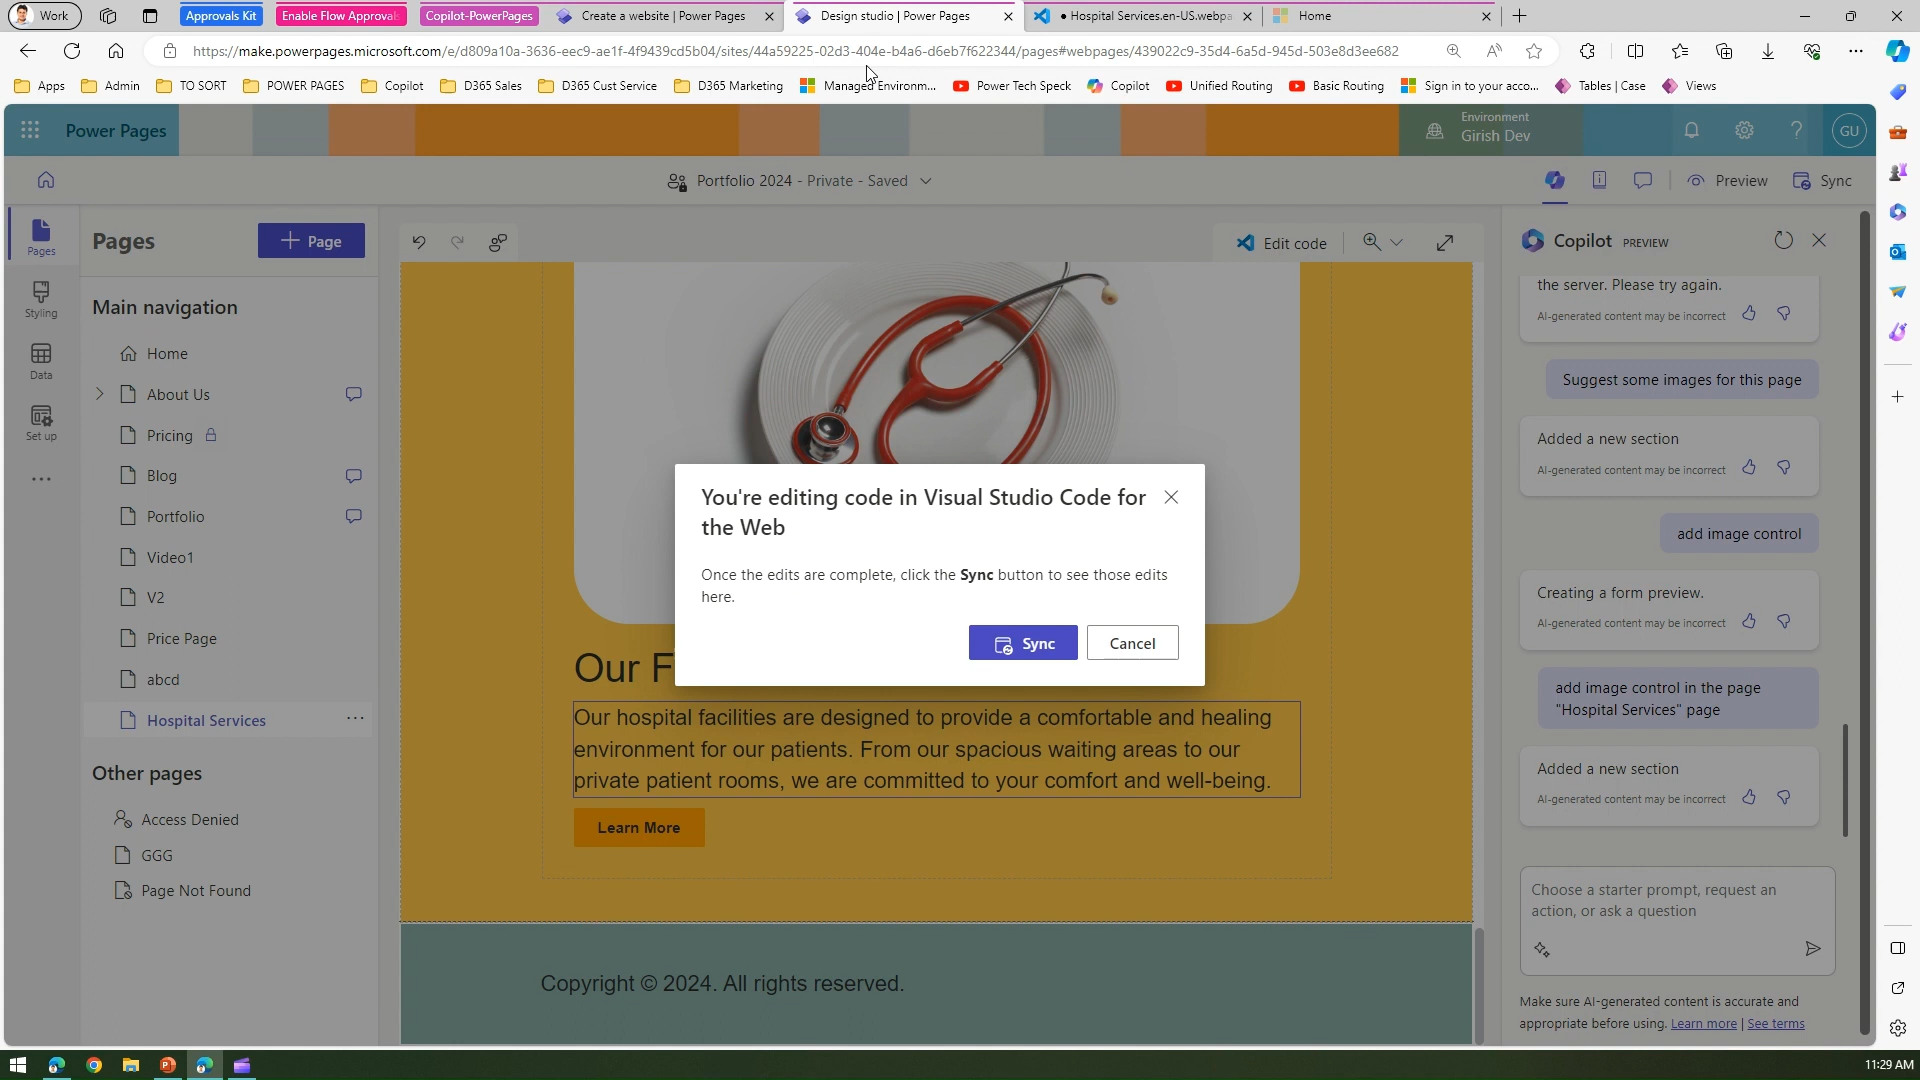 Work
Approvals Kit
Enable Flow Approvals
Copilot-PowerPages
Create a website | Power Pages
Design studio | Power Pages
Hospital Services.en-US.webpa
Home
https://make.powerpages.microsoft.com/e/d809a10a-3636-eec9-ae1f-4f9439cd5b04/sites/44a59225-02d3-404e-b4a6-d6eb7f622344/pages#webpages/439022c9-35d4-6a5d-945d-503e8d3ee682
Apps
Admin
TO SORT
POWER PAGES
Copilot
D365 Sales
D365 Cust Service
D365 Marketing
Managed Environm...
Power Tech Speck
Copilot
Unified Routing
Basic Routing
Sign in to your acco...
Tables | Case
Views
Power Pages
Environment
Girish Dev
GU
Portfolio 2024 - Private - Saved
Preview
Sync
Pages
Styling
Data
Set up
Pages
Page
Main navigation
Home
About Us
Pricing
Blog
Portfolio
Video1
V2
Price Page
abcd
Hospital Services
Other pages
Access Denied
GGG
Page Not Found
Edit code
You're editing code in Visual Studio Code for
the Web
Once the edits are complete, click the Sync button to see those edits
here.
Sync
Cancel
Our F
Our hospital facilities are designed to provide a comfortable and healing
environment for our patients. From our spacious waiting areas to our
private patient rooms, we are committed to your comfort and well-being.
Learn More
Copyright © 2024. All rights reserved.
Copilot PREVIEW
the server. Please try again.
AI-generated content may be incorrect
Suggest some images for this page
Added a new section
AI-generated content may be incorrect
add image control
Creating a form preview.
AI-generated content may be incorrect
add image control in the page
"Hospital Services" page
Added a new section
AI-generated content may be incorrect
Choose a starter prompt, request an
action, or ask a question
Make sure AI-generated content is accurate and
appropriate before using. Learn more | See terms
11:29 AM